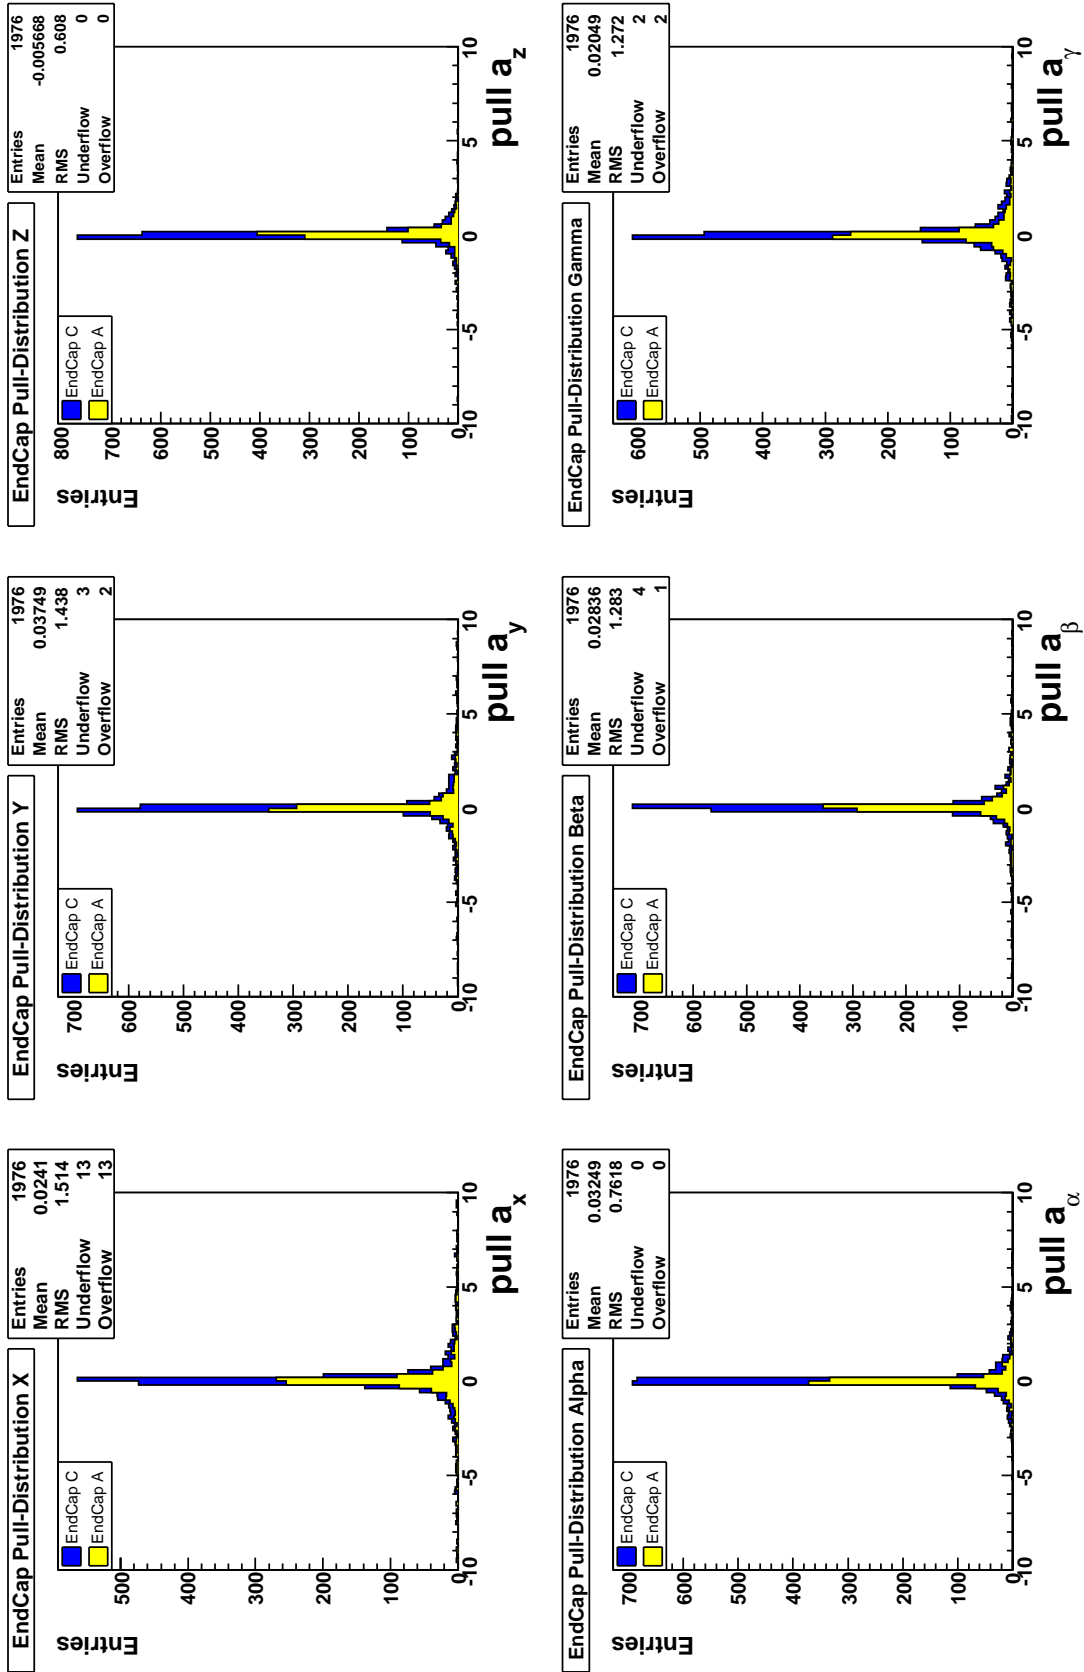 EndCap Pull-Distribution X
Entries 1976
Mean 0.0241
RMS 1.514
Underflow 13
Overflow 13
EndCap C
EndCap A
Entries
500
400
300
200
100
0
-10 -5 0 5 10
pull a_x
EndCap Pull-Distribution Y
Entries 1976
Mean 0.03749
RMS 1.438
Underflow 3
Overflow 2
EndCap C
EndCap A
Entries
700
600
500
400
300
200
100
0
-10 -5 0 5 10
pull a_y
EndCap Pull-Distribution Z
Entries 1976
Mean -0.005668
RMS 0.608
Underflow 0
Overflow 0
EndCap C
EndCap A
Entries
800
700
600
500
400
300
200
100
0
-10 -5 0 5 10
pull a_z
EndCap Pull-Distribution Alpha
Entries 1976
Mean 0.03249
RMS 0.7618
Underflow 0
Overflow 0
EndCap C
EndCap A
Entries
700
600
500
400
300
200
100
0
-10 -5 0 5 10
pull a_α
EndCap Pull-Distribution Beta
Entries 1976
Mean 0.02836
RMS 1.283
Underflow 4
Overflow 1
EndCap C
EndCap A
Entries
700
600
500
400
300
200
100
0
-10 -5 0 5 10
pull a_β
EndCap Pull-Distribution Gamma
Entries 1976
Mean 0.02049
RMS 1.272
Underflow 2
Overflow 2
EndCap C
EndCap A
Entries
600
500
400
300
200
100
0
-10 -5 0 5 10
pull a_γ